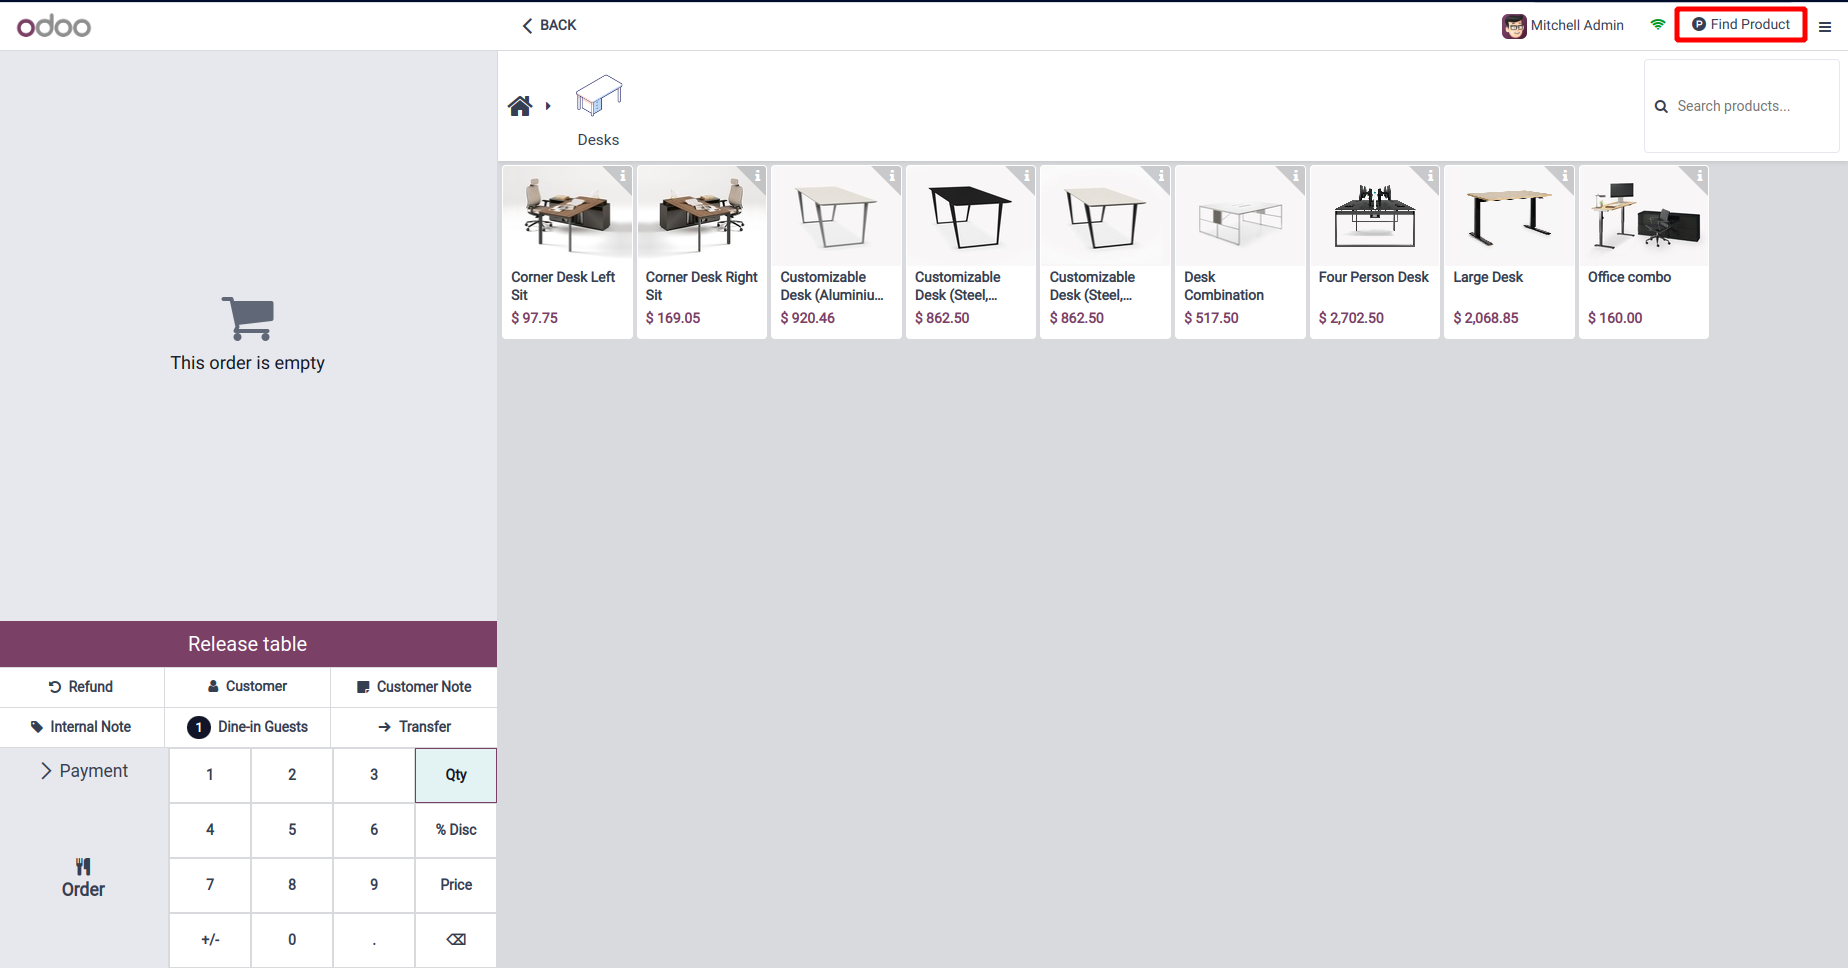 odoo
BACK
Mitchell Admin
P Find Product
Desks
Search products...
Corner Desk Left
Sit
$ 97.75
Corner Desk Right
Sit
$ 169.05
Customizable
Desk (Aluminiu...
$ 920.46
Customizable
Desk (Steel,...
$ 862.50
Customizable
Desk (Steel,...
$ 862.50
Desk
Combination
$ 517.50
Four Person Desk
$ 2,702.50
Large Desk
$ 2,068.85
Office combo
$ 160.00
This order is empty
Release table
Refund
Customer
Customer Note
Internal Note
1 Dine-in Guests
Transfer
Payment
Order
1 2 3 Qty
4 5 6 % Disc
7 8 9 Price
+/- 0 . ⌫